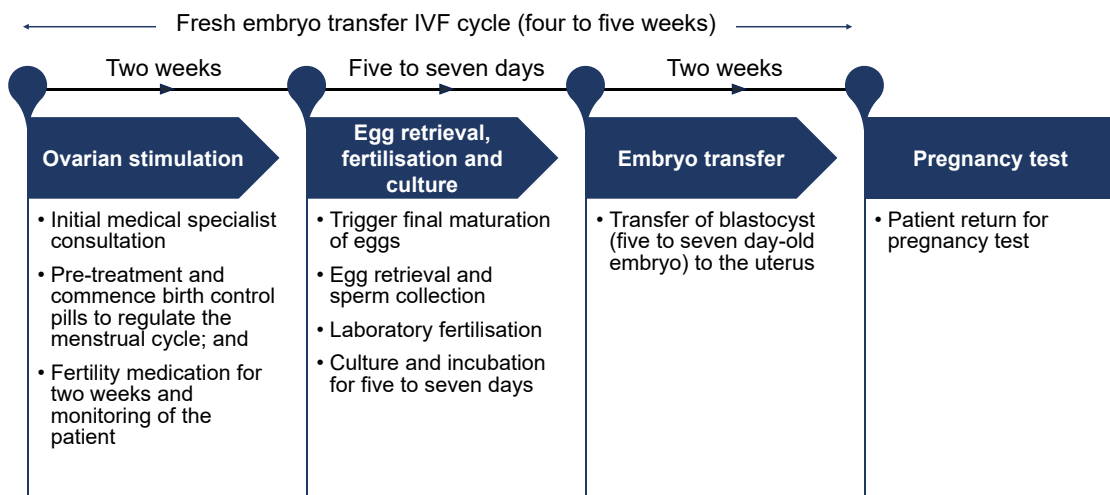 Fresh embryo transfer IVF cycle (four to five weeks)
Two weeks
Five to seven days
Two weeks
Ovarian stimulation
Egg retrieval,
fertilisation and
culture
Embryo transfer
Pregnancy test
• Initial medical specialist
consultation
• Pre-treatment and
commence birth control
pills to regulate the
menstrual cycle; and
• Fertility medication for
two weeks and
monitoring of the
patient
• Trigger final maturation
of eggs
• Egg retrieval and
sperm collection
• Laboratory fertilisation
• Culture and incubation
for five to seven days
• Transfer of blastocyst
(five to seven day-old
embryo) to the uterus
• Patient return for
pregnancy test